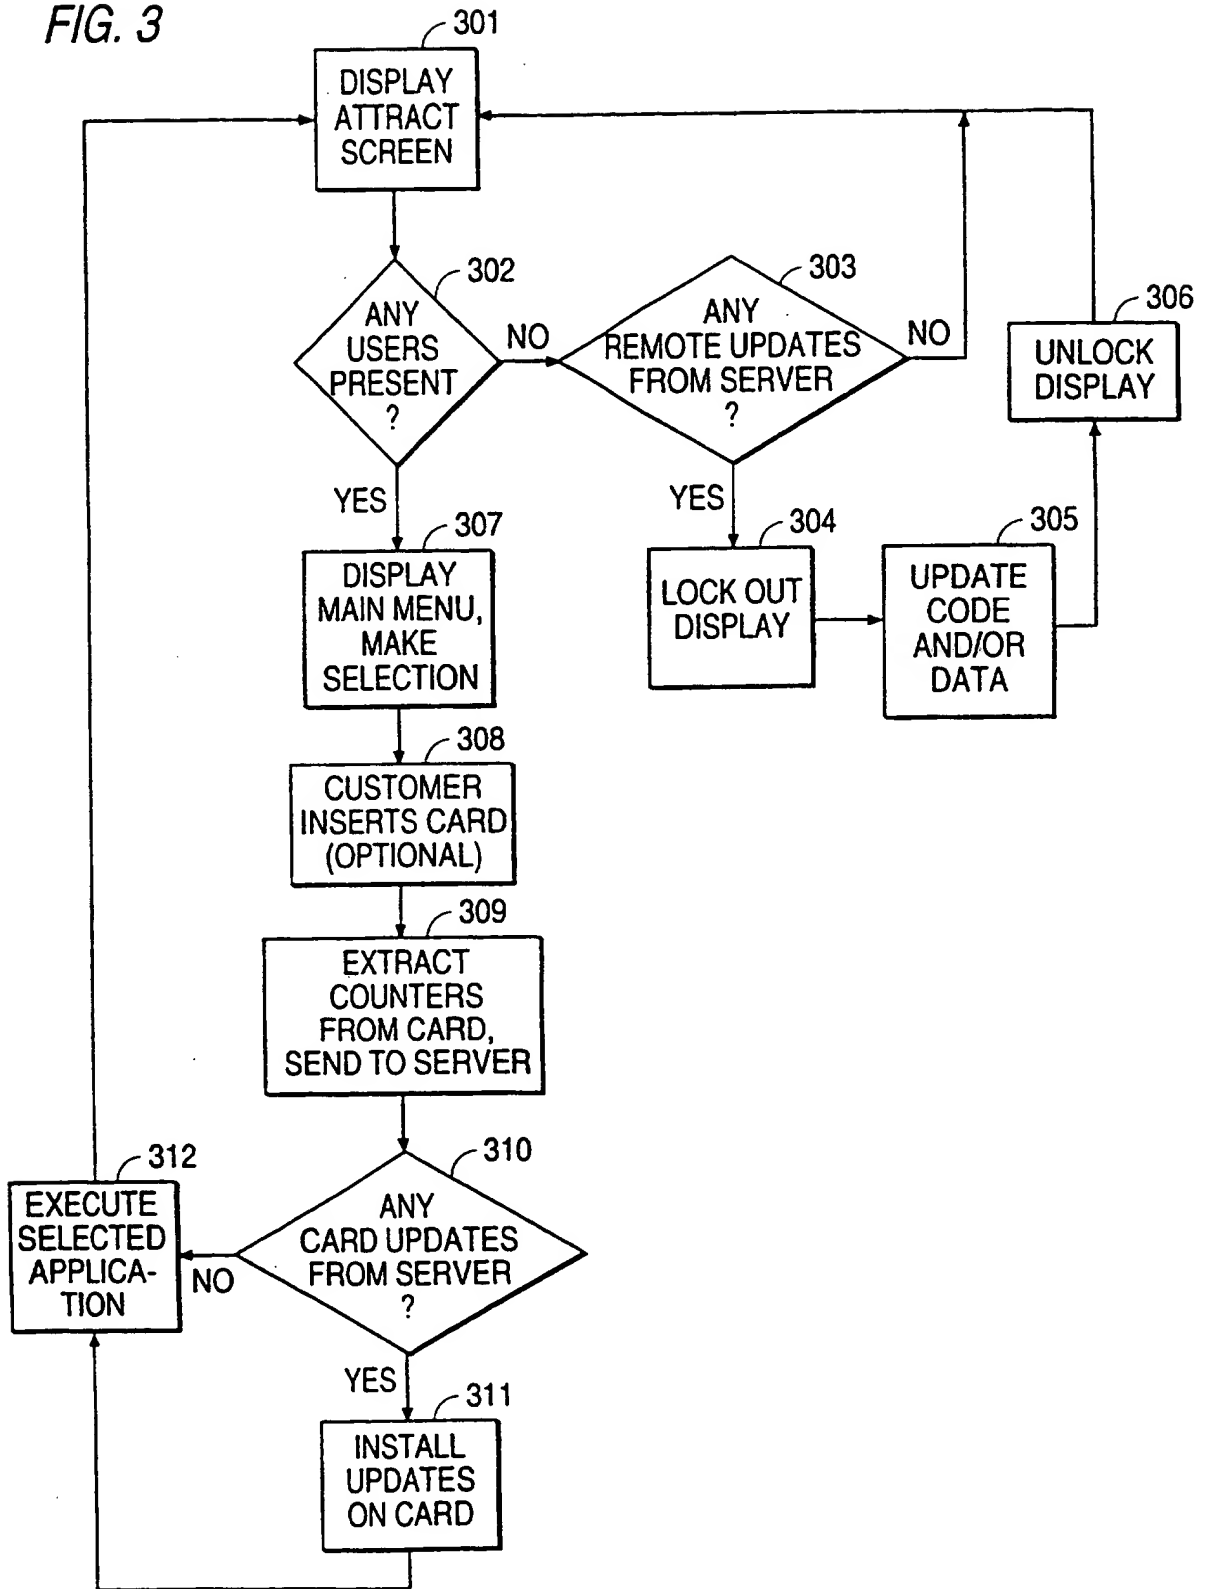 FIG. 3
301
DISPLAY
ATTRACT
SCREEN
302
ANY
USERS
PRESENT
?
NO
YES
303
ANY
REMOTE UPDATES
FROM SERVER
?
NO
YES
306
UNLOCK
DISPLAY
304
LOCK OUT
DISPLAY
305
UPDATE
CODE
AND/OR
DATA
307
DISPLAY
MAIN MENU,
MAKE
SELECTION
308
CUSTOMER
INSERTS CARD
(OPTIONAL)
309
EXTRACT
COUNTERS
FROM CARD,
SEND TO SERVER
310
ANY
CARD UPDATES
FROM SERVER
?
NO
YES
312
EXECUTE
SELECTED
APPLICA-
TION
311
INSTALL
UPDATES
ON CARD